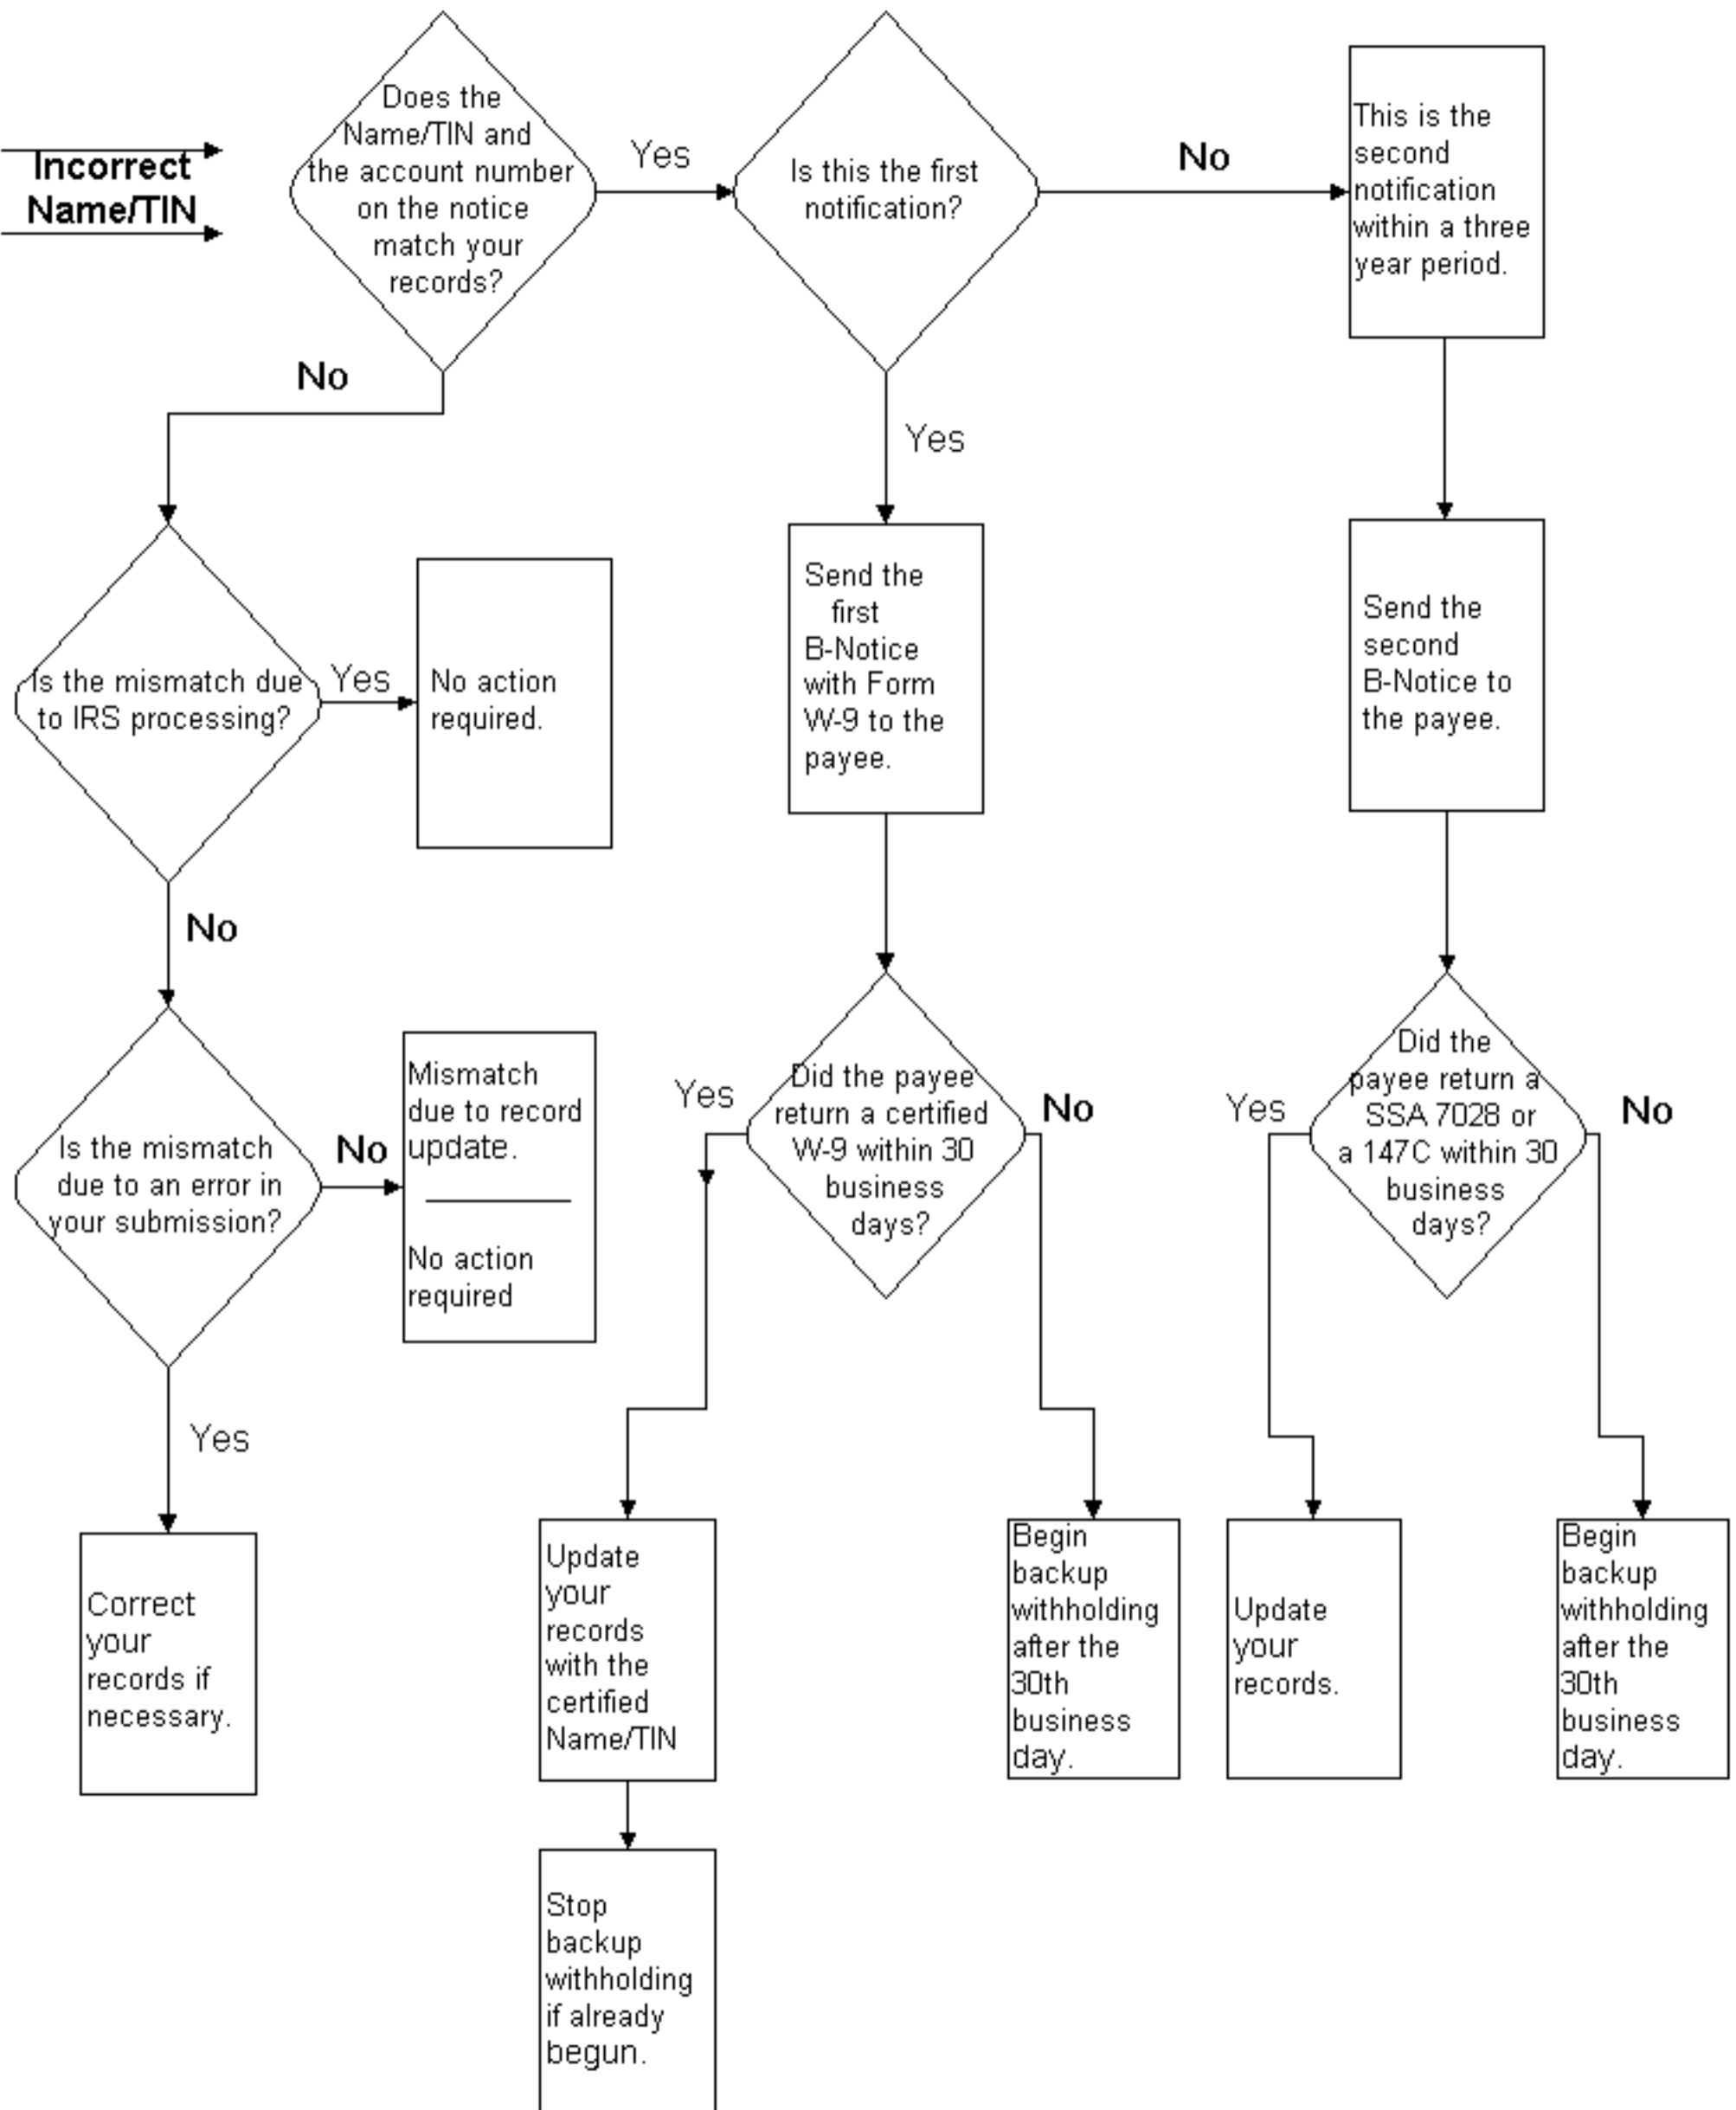 Incorrect
Name/TIN
Does the
Name/TIN and
the account number
on the notice
match your
records?
Yes
Is this the first
notification?
No
This is the
second
notification
within a three
year period.
No
Yes
Is the mismatch due
to IRS processing?
Yes
No action
required.
Send the
first
B-Notice
with Form
W-9 to the
payee.
Send the
second
B-Notice to
the payee.
No
Is the mismatch
due to an error in
your submission?
No
Mismatch
due to record
update.
No action
required
Yes
Did the payee
return a certified
W-9 within 30
business
days?
No
Yes
Did the
payee return a
SSA 7028 or
a 147C within 30
business
days?
No
Yes
Correct
your
records if
necessary.
Update
your
records
with the
certified
Name/TIN
Begin
backup
withholding
after the
30th
business
day.
Update
your
records.
Begin
backup
withholding
after the
30th
business
day.
Stop
backup
withholding
if already
begun.